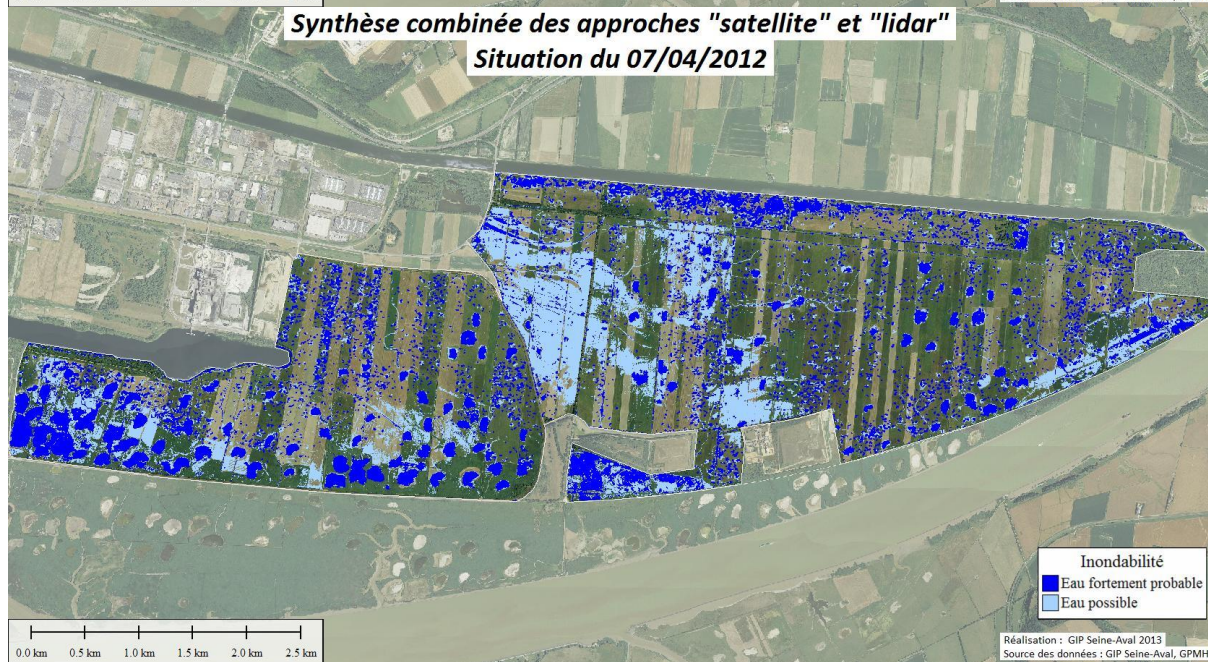 Synthèse combinée des approches "satellite" et "lidar"
Situation du 07/04/2012
Inondabilité
Eau fortement probable
Eau possible
0.0 km 0.5 km 1.0 km 1.5 km 2.0 km 2.5 km
Réalisation : GIP Seine-Aval 2013
Source des données : GIP Seine-Aval, GPMH